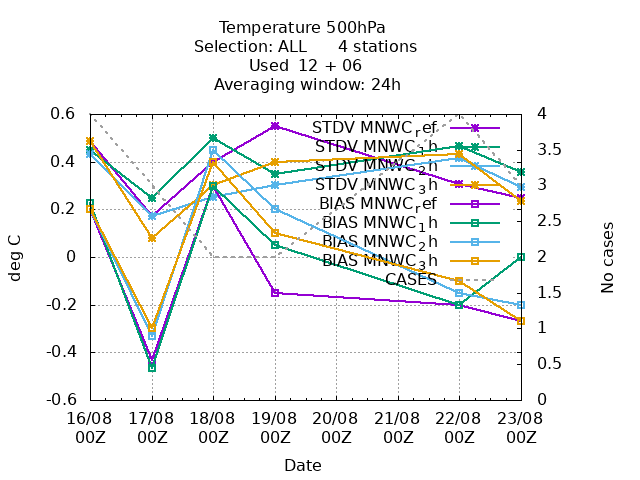 Temperature 500hPa
Selection: ALL 4 stations
Used 12 + 06
Averaging window: 24h
STDV MNWC_ref
STDV MNWC_1h
STDV MNWC_2h
STDV MNWC_3h
BIAS MNWC_ref
BIAS MNWC_1h
BIAS MNWC_2h
BIAS MNWC_3h
CASES
0.6
0.4
0.2
0
-0.2
-0.4
-0.6
deg C
4
3.5
3
2.5
2
1.5
1
0.5
0
No cases
16/08 17/08 18/08 19/08 20/08 21/08 22/08 23/08
00Z 00Z 00Z 00Z 00Z 00Z 00Z 00Z
Date